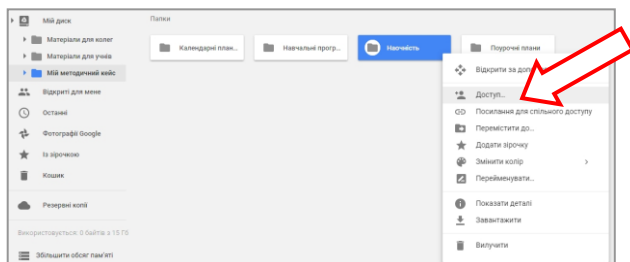 Мій диск
Матеріали для колег
Матеріали для учнів
Мій методичний кейс
Відкриті для мене
Останні
Фотографії Google
Із зірочкою
Кошик
Резервні копії
Використовується: 0 байтів з 15 ГБ
Збільшити обсяг пам'яті
Папки
Календарні план...
Навчальні прогр...
Наочність
Поурочні плани
Відкрити за доп
Доступ...
Посилання для спільного доступу
Перемістити до...
Додати зірочку
Змінити колір
Перейменувати...
Показати деталі
Завантажити
Вилучити